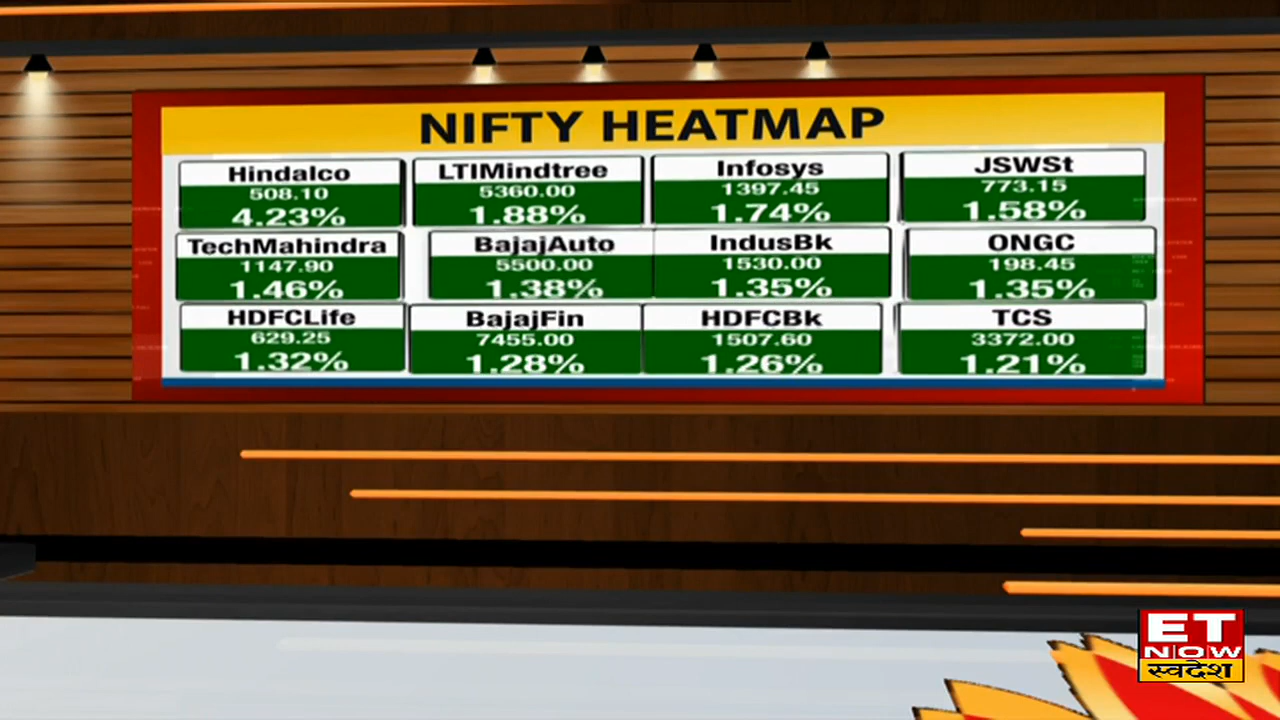 NIFTY HEATMAP
Hindalco
508.10
4.23%
LTIMindtree
5360.00
1.88%
Infosys
1397.45
1.74%
JSWSt
773.15
1.58%
TechMahindra
1147.90
1.46%
BajajAuto
5500.00
1.38%
IndusBk
1530.00
1.35%
ONGC
198.45
1.35%
HDFCLife
629.25
1.32%
BajajFin
7455.00
1.28%
HDFCBk
1507.60
1.26%
TCS
3372.00
1.21%
ET
NOW
स्वदेश